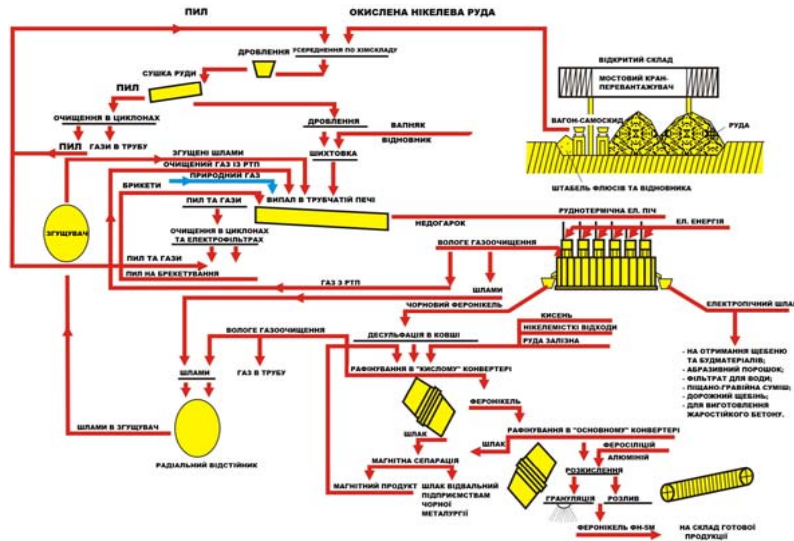 ПИЛ
ОКИСЛЕНА НІКЕЛЕВА РУДА
ДРОБЛЕННЯ
УСЕРЕДНЕННЯ ПО ХІМСКЛАДУ
СУШКА РУДИ
ВІДКРИТИЙ СКЛАД
МОСТОВИЙ КРАН-
ПЕРЕВАНТАЖУВАЧ
ПИЛ
ОЧИЩЕННЯ В ЦИКЛОНАХ
ДРОБЛЕННЯ
ВАПНЯК
ВІДНОВНИК
ВАГОН-САМОСКИД
РУДА
ПИЛ
ГАЗИ В ТРУБУ
ЗГУЩЕНІ ШЛАМИ
ШИХТОВКА
ОЧИЩЕНИЙ ГАЗ ІЗ РТП
ПРИРОДНИЙ ГАЗ
БРИКЕТИ
ШТАБЕЛЬ ФЛЮСІВ ТА ВІДНОВНИКА
ПИЛ ТА ГАЗИ
ВИПАЛ В ТРУБЧАТІЙ ПЕЧІ
НЕДОГАРОК
РУДНОТЕРМІЧНА ЕЛ. ПІЧ
ЕЛ. ЕНЕРГІЯ
ЗГУЩУВАЧ
ОЧИЩЕННЯ В ЦИКЛОНАХ
ТА ЕЛЕКТРОФІЛЬТРАХ
ВОЛОГЕ ГАЗООЧИЩЕННЯ
ПИЛ ТА ГАЗИ
ПИЛ НА БРЕКЕТУВАННЯ
ГАЗ З РТП
ШЛАМИ
ЧОРНОВИЙ ФЕРОНІКЕЛЬ
ЕЛЕКТРОПІЧНИЙ ШЛАК
КИСЕНЬ
НІКЕЛЕМІСТКІ ВІДХОДИ
РУДА ЗАЛІЗНА
ВОЛОГЕ ГАЗООЧИЩЕННЯ
ДЕСУЛЬФАЦІЯ В КОВШІ
- НА ОТРИМАННЯ ЩЕБЕНЮ
ТА БУДМАТЕРІАЛІВ;
- АБРАЗИВНИЙ ПОРОШОК;
- ФІЛЬТРАТ ДЛЯ ВОДИ;
- ПІЩАНО-ГРАВІЙНА СУМІШ;
- ДОРОЖНІЙ ЩЕБІНЬ;
- ДЛЯ ВИГОТОВЛЕННЯ
ЖАРОСТІЙКОГО БЕТОНУ.
ШЛАМИ
ГАЗ В ТРУБУ
РАФІНУВАННЯ В "КИСЛОМУ" КОНВЕРТЕРІ
ФЕРОНІКЕЛЬ
ШЛАМИ В ЗГУЩУВАЧ
РАДІАЛЬНИЙ ВІДСТІЙНИК
ШЛАК
ШЛАК
РАФІНУВАННЯ В "ОСНОВНОМУ" КОНВЕРТЕРІ
ФЕРОСІЛІЦІЙ
АЛЮМІНІЙ
МАГНІТНА СЕПАРАЦІЯ
РОЗКИСЛЕННЯ
МАГНІТНИЙ ПРОДУКТ
ШЛАК ВІДВАЛЬНИЙ
ПІДПРИЄМСТВАМ
ЧОРНОЇ
МЕТАЛУРГІЇ
ГРАНУЛЯЦІЯ
РОЗЛИВ
ФЕРОНІКЕЛЬ ФН-5М
НА СКЛАД ГОТОВОЇ
ПРОДУКЦІЇ